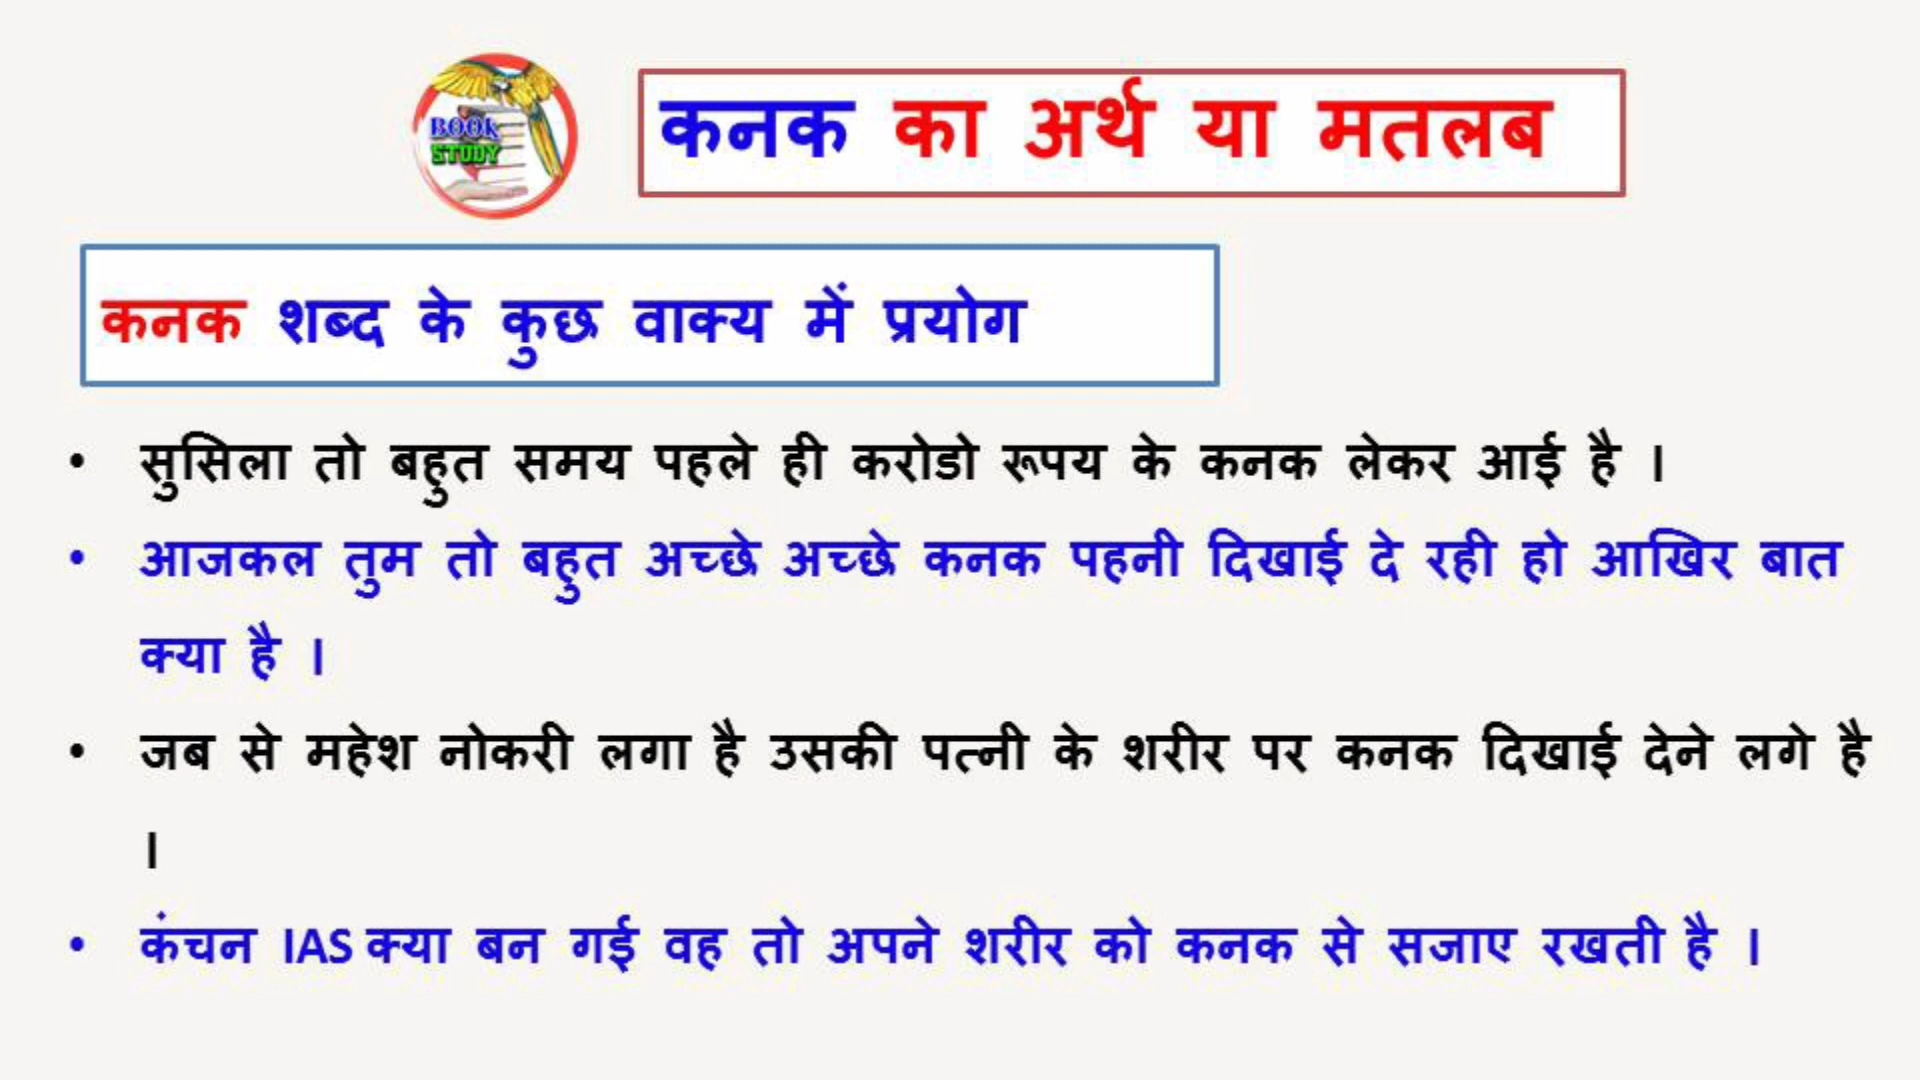 BOOK
STUDY
कनक का अर्थ या मतलब
कनक शब्द के कुछ वाक्य में प्रयोग
• सुसिला तो बहुत समय पहले ही करोडो रूपय के कनक लेकर आई है ।
• आजकल तुम तो बहुत अच्छे अच्छे कनक पहनी दिखाई दे रही हो आखिर बात
क्या है ।
• जब से महेश नोकरी लगा है उसकी पत्नी के शरीर पर कनक दिखाई देने लगे है
।
• कंचन IAS क्या बन गई वह तो अपने शरीर को कनक से सजाए रखती है ।